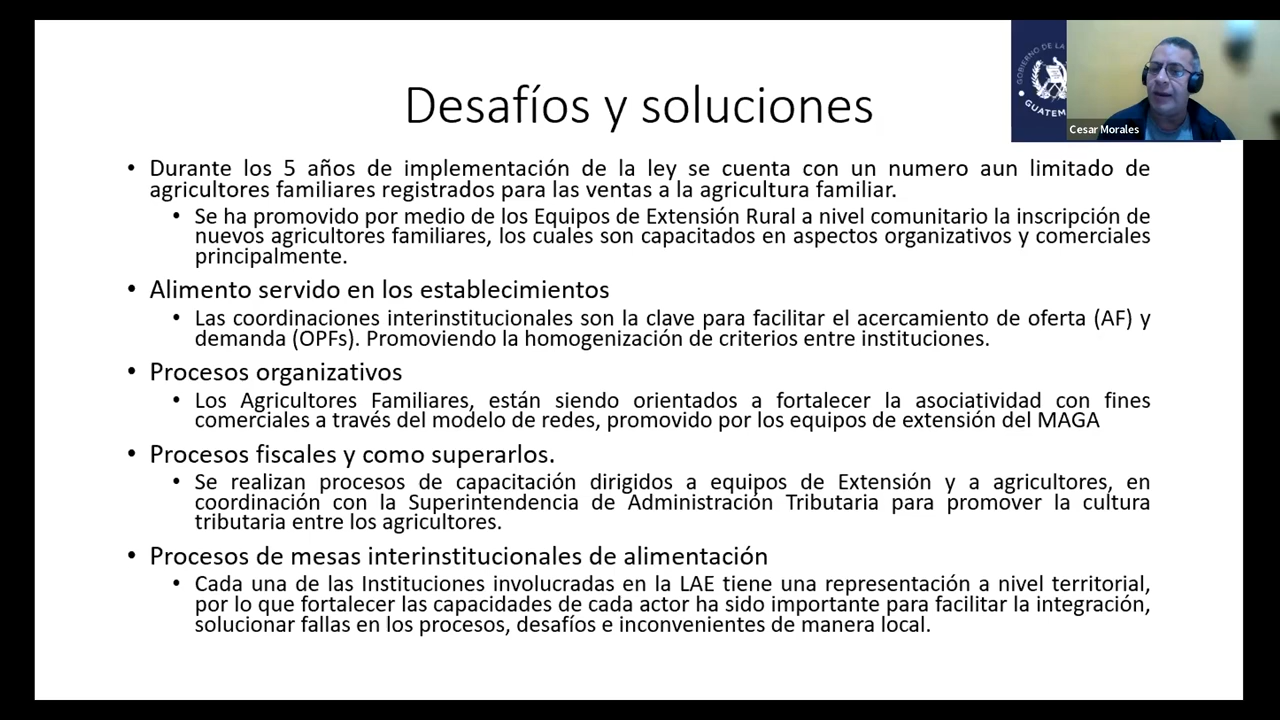 Desafíos y soluciones
GOBIERNO DE LA
GUATEM
Cesar Morales
• Durante los 5 años de implementación de la ley se cuenta con un numero aun limitado de
agricultores familiares registrados para las ventas a la agricultura familiar.
• Se ha promovido por medio de los Equipos de Extensión Rural a nivel comunitario la inscripción de
nuevos agricultores familiares, los cuales son capacitados en aspectos organizativos y comerciales
principalmente.
• Alimento servido en los establecimientos
• Las coordinaciones interinstitucionales son la clave para facilitar el acercamiento de oferta (AF) y
demanda (OPFs). Promoviendo la homogenización de criterios entre instituciones.
• Procesos organizativos
• Los Agricultores Familiares, están siendo orientados a fortalecer la asociatividad con fines
comerciales a través del modelo de redes, promovido por los equipos de extensión del MAGA
• Procesos fiscales y como superarlos.
• Se realizan procesos de capacitación dirigidos a equipos de Extensión y a agricultores, en
coordinación con la Superintendencia de Administración Tributaria para promover la cultura
tributaria entre los agricultores.
• Procesos de mesas interinstitucionales de alimentación
• Cada una de las Instituciones involucradas en la LAE tiene una representación a nivel territorial,
por lo que fortalecer las capacidades de cada actor ha sido importante para facilitar la integración,
solucionar fallas en los procesos, desafíos e inconvenientes de manera local.